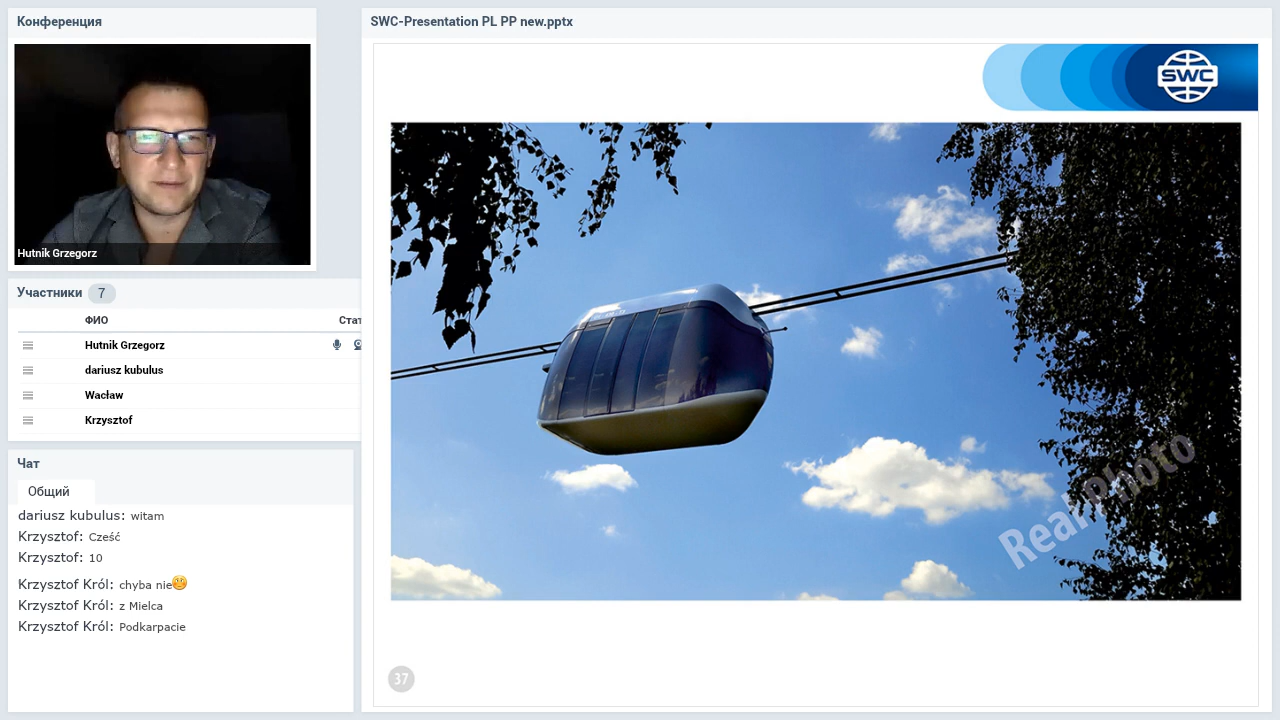 Конференция
Hutnik Grzegorz
Участники 7
ФИО Стат
Hutnik Grzegorz
dariusz kubulus
Wacław
Krzysztof
Чат
Общий
dariusz kubulus: witam
Krzysztof: Cześć
Krzysztof: 10
Krzysztof Król: chyba nie
Krzysztof Król: z Mielca
Krzysztof Król: Podkarpacie
SWC-Presentation PL PP new.pptx
SWC
Real Photo
37